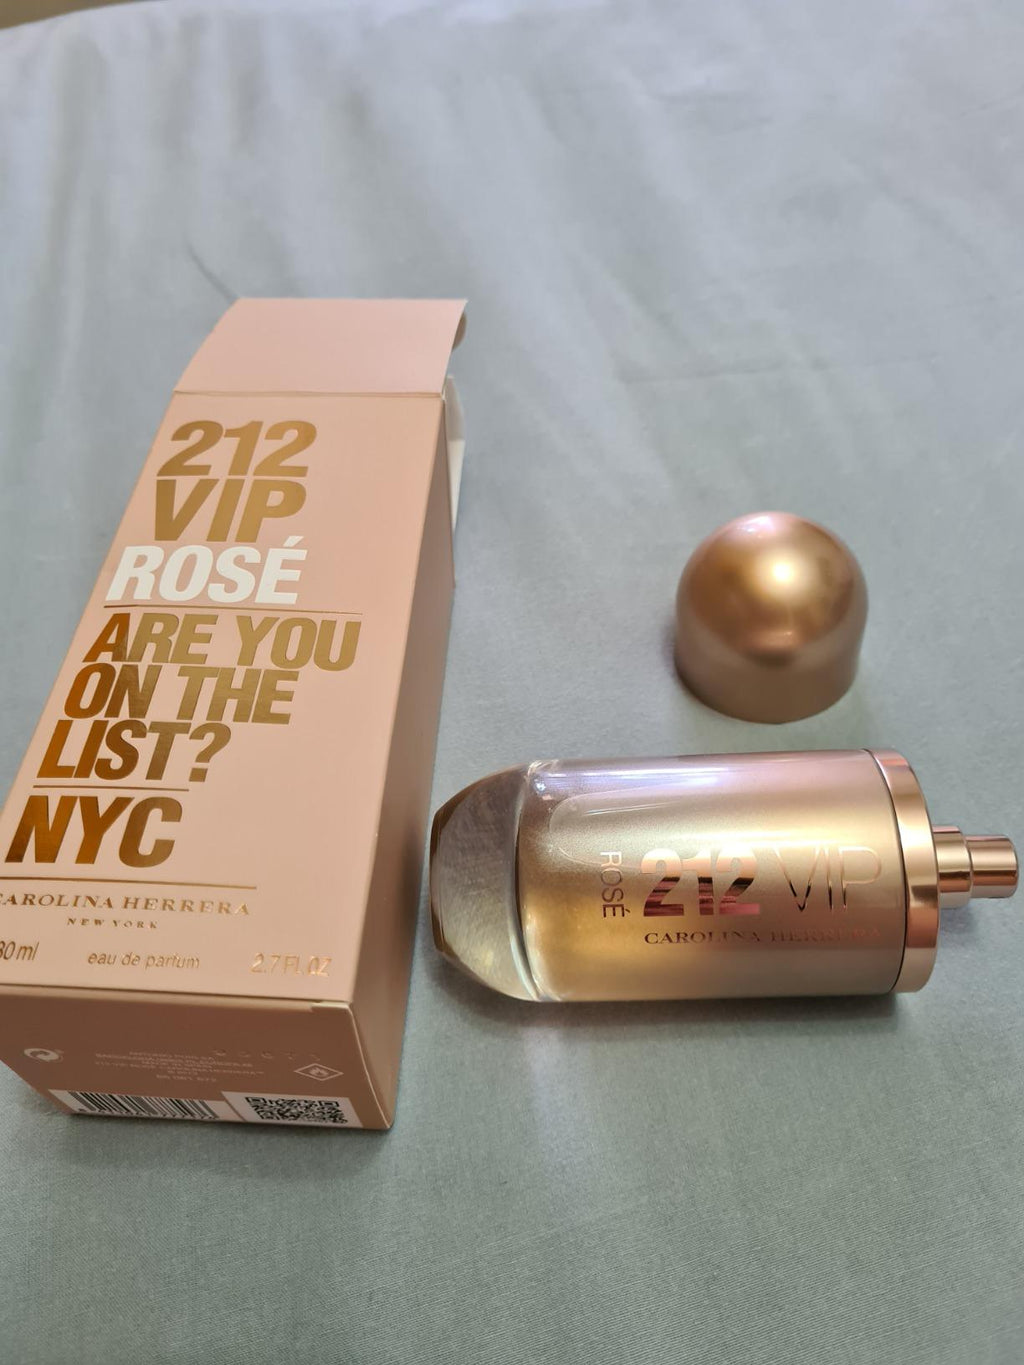 212
VIP
ROSÉ
ARE YOU
ON THE
LIST?
NYC
CAROLINA HERRERA
NEW YORK
80ml eau de parfum 2.7 FL.OZ
ROSÉ 212 VIP
CAROLINA HERRERA